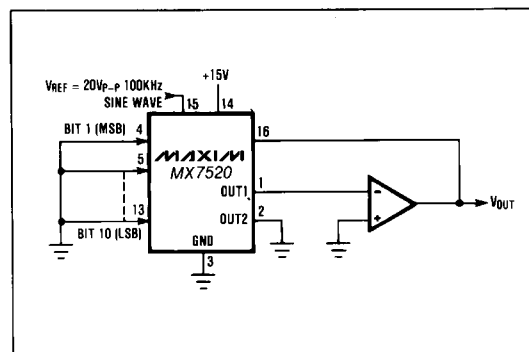 VREF = 20VP-P 100KHz
SINE WAVE
+15V
15
14
BIT 1 (MSB)
4
5
13
BIT 10 (LSB)
MAXIM
MX7520
16
OUT1
1
OUT2
2
GND
3
-
+
VOUT